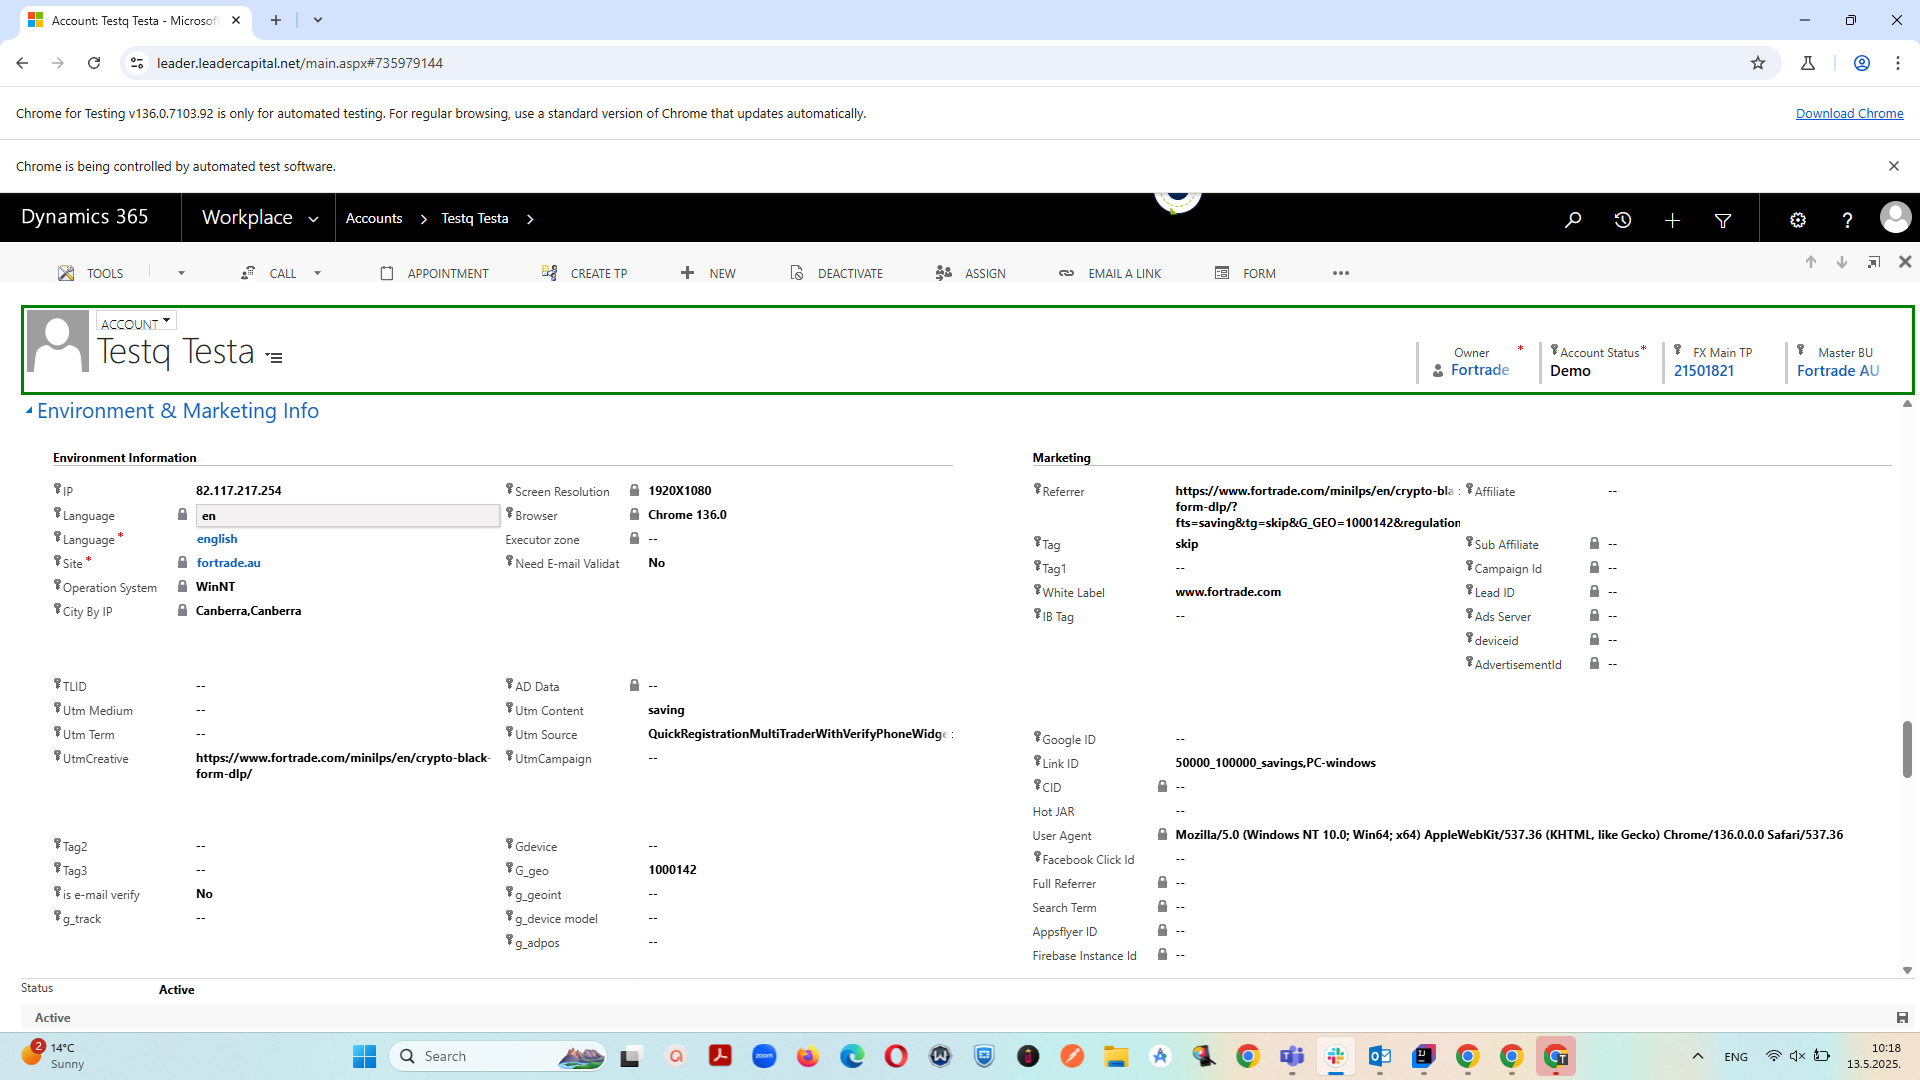 Account: Testq Testa - Microsof
leader.leadercapital.net/main.aspx#735979144
Chrome for Testing v136.0.7103.92 is only for automated testing. For regular browsing, use a standard version of Chrome that updates automatically.
Download Chrome
Chrome is being controlled by automated test software.
Dynamics 365
Workplace
Accounts
Testq Testa
TOOLS
CALL
APPOINTMENT
CREATE TP
NEW
DEACTIVATE
ASSIGN
EMAIL A LINK
FORM
ACCOUNT
Testq Testa
Owner *
Fortrade
Account Status*
Demo
FX Main TP
21501821
Master BU
Fortrade AU
Environment & Marketing Info
Environment Information
IP 82.117.217.254
Language en
Language * english
Site * fortrade.au
Operation System WinNT
City By IP Canberra,Canberra
Screen Resolution 1920X1080
Browser Chrome 136.0
Executor zone --
Need E-mail Validat No
TLID --
Utm Medium --
Utm Term --
UtmCreative https://www.fortrade.com/minilps/en/crypto-black-
form-dlp/
AD Data --
Utm Content saving
Utm Source QuickRegistrationMultiTraderWithVerifyPhoneWidge
UtmCampaign --
Tag2 --
Tag3 --
is e-mail verify No
g_track --
Gdevice --
G_geo 1000142
g_geoint --
g_device model --
g_adpos --
Marketing
Referrer https://www.fortrade.com/minilps/en/crypto-bla
form-dlp/?
fts=saving&tg=skip&G_GEO=1000142&regulation
Tag skip
Tag1 --
White Label www.fortrade.com
IB Tag --
Affiliate --
Sub Affiliate --
Campaign Id --
Lead ID --
Ads Server --
deviceid --
AdvertisementId --
Google ID --
Link ID 50000_100000_savings,PC-windows
CID --
Hot JAR --
User Agent Mozilla/5.0 (Windows NT 10.0; Win64; x64) AppleWebKit/537.36 (KHTML, like Gecko) Chrome/136.0.0.0 Safari/537.36
Facebook Click Id --
Full Referrer --
Search Term --
Appsflyer ID --
Firebase Instance Id --
Status Active
Active
2
14°C
Sunny
Search
zoom
ENG
10:18
13.5.2025.